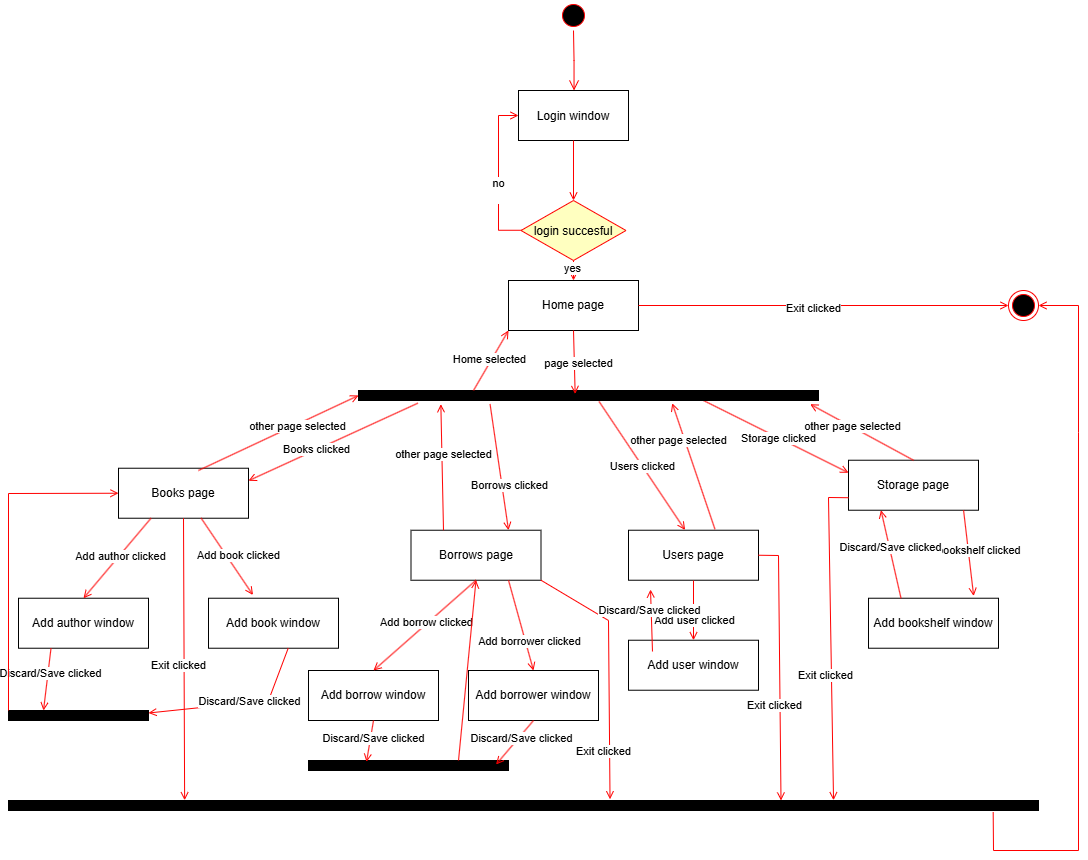 Login window
no
login succesful
yes
Home page
Exit clicked
Home selected
page selected
other page selected
Books clicked
other page selected
Borrows clicked
Users clicked
other page selected
Storage clicked
other page selected
Books page
Storage page
Borrows page
Users page
Add author clicked
Add book clicked
Discard/Save clicked
ookshelf clicked
Add author window
Add book window
Add borrow clicked
Add borrower clicked
Discard/Save clicked
Add user clicked
Add bookshelf window
Discard/Save clicked
Exit clicked
Discard/Save clicked
Add borrow window
Add borrower window
Add user window
Exit clicked
Exit clicked
Discard/Save clicked
Discard/Save clicked
Exit clicked